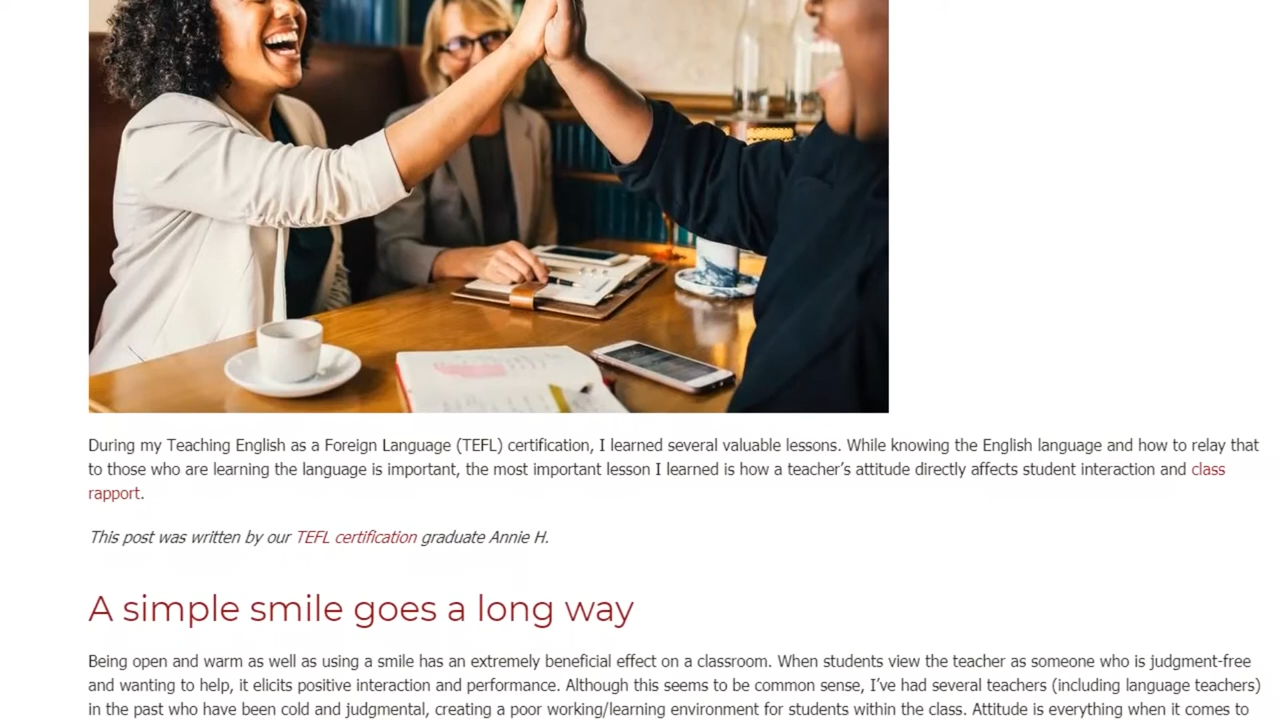 During my Teaching English as a Foreign Language (TEFL) certification, I learned several valuable lessons. While knowing the English language and how to relay that
to those who are learning the language is important, the most important lesson I learned is how a teacher’s attitude directly affects student interaction and class
rapport.
This post was written by our TEFL certification graduate Annie H.
A simple smile goes a long way
Being open and warm as well as using a smile has an extremely beneficial effect on a classroom. When students view the teacher as someone who is judgment-free
and wanting to help, it elicits positive interaction and performance. Although this seems to be common sense, I’ve had several teachers (including language teachers)
in the past who have been cold and judgmental, creating a poor working/learning environment for students within the class. Attitude is everything when it comes to